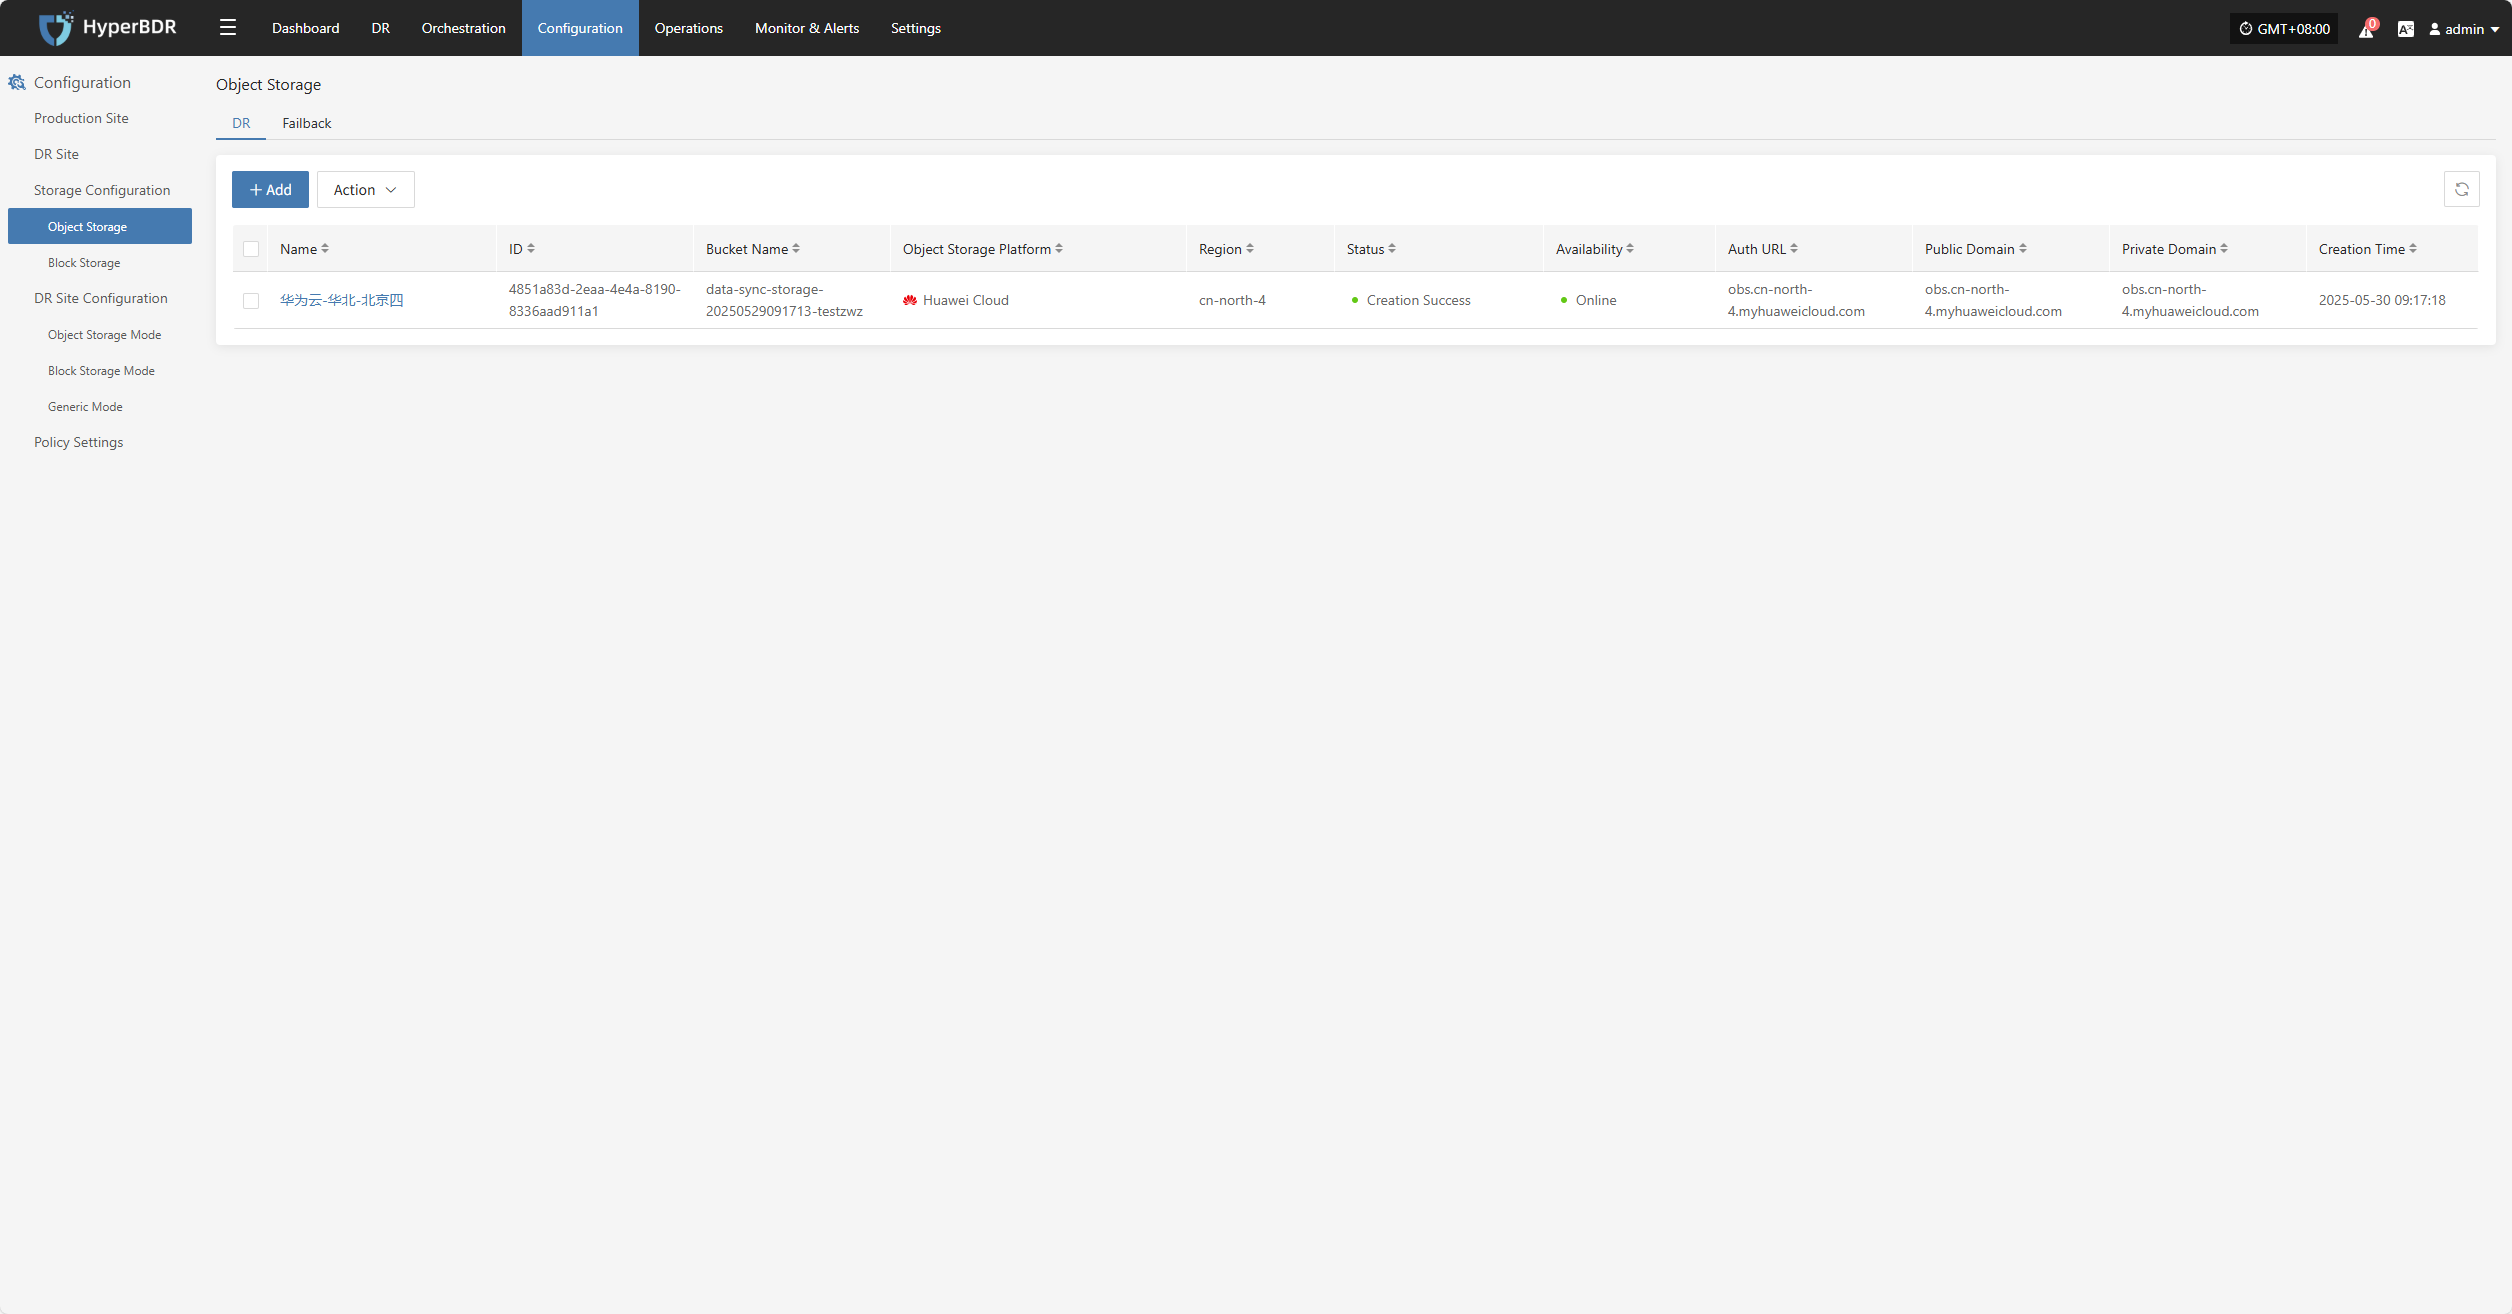 HyperBDR
Dashboard DR Orchestration Configuration Operations Monitor & Alerts Settings
GMT+08:00 0 admin
Configuration
Production Site
DR Site
Storage Configuration
Object Storage
Block Storage
DR Site Configuration
Object Storage Mode
Block Storage Mode
Generic Mode
Policy Settings
Object Storage
DR Failback
Add Action
Name ID Bucket Name Object Storage Platform Region Status Availability Auth URL Public Domain Private Domain Creation Time
华为云-华北-北京四
4851a83d-2eaa-4e4a-8190-
8336aad911a1
data-sync-storage-
20250529091713-testzwz
Huawei Cloud
cn-north-4
Creation Success
Online
obs.cn-north-
4.myhuaweicloud.com
obs.cn-north-
4.myhuaweicloud.com
obs.cn-north-
4.myhuaweicloud.com
2025-05-30 09:17:18